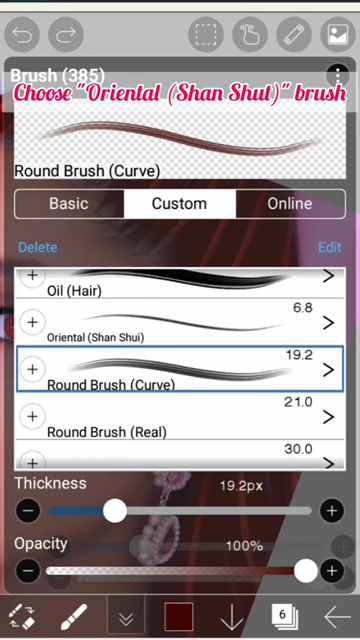 Brush (385)
Choose "Oriental (Shan Shut)" brush
Round Brush (Curve)
Basic
Custom
Online
Delete
Edit
Oil (Hair)
6.8
Oriental (Shan Shui)
19.2
Round Brush (Curve)
21.0
Round Brush (Real)
30.0
Thickness
19.2px
Opacity
100%
6